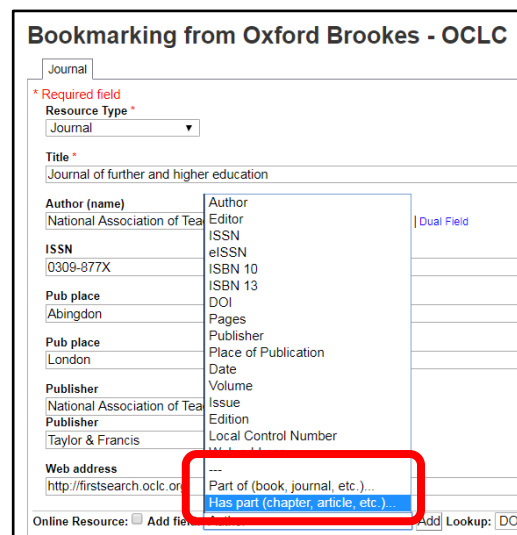 Bookmarking from Oxford Brookes - OCLC
Journal
* Required field
Resource Type *
Journal
Title *
Journal of further and higher education
Author (name)
National Association of Tea
| Dual Field
ISSN
0309-877X
Pub place
Abingdon
Pub place
London
Publisher
National Association of Tea
Publisher
Taylor & Francis
Web address
http://firstsearch.oclc.org
Author
Editor
ISSN
eISSN
ISBN 10
ISBN 13
DOI
Pages
Publisher
Place of Publication
Date
Volume
Issue
Edition
Local Control Number
---
Part of (book, journal, etc.)...
Has part (chapter, article, etc.)...
Online Resource: Add fiel Add Lookup: DO